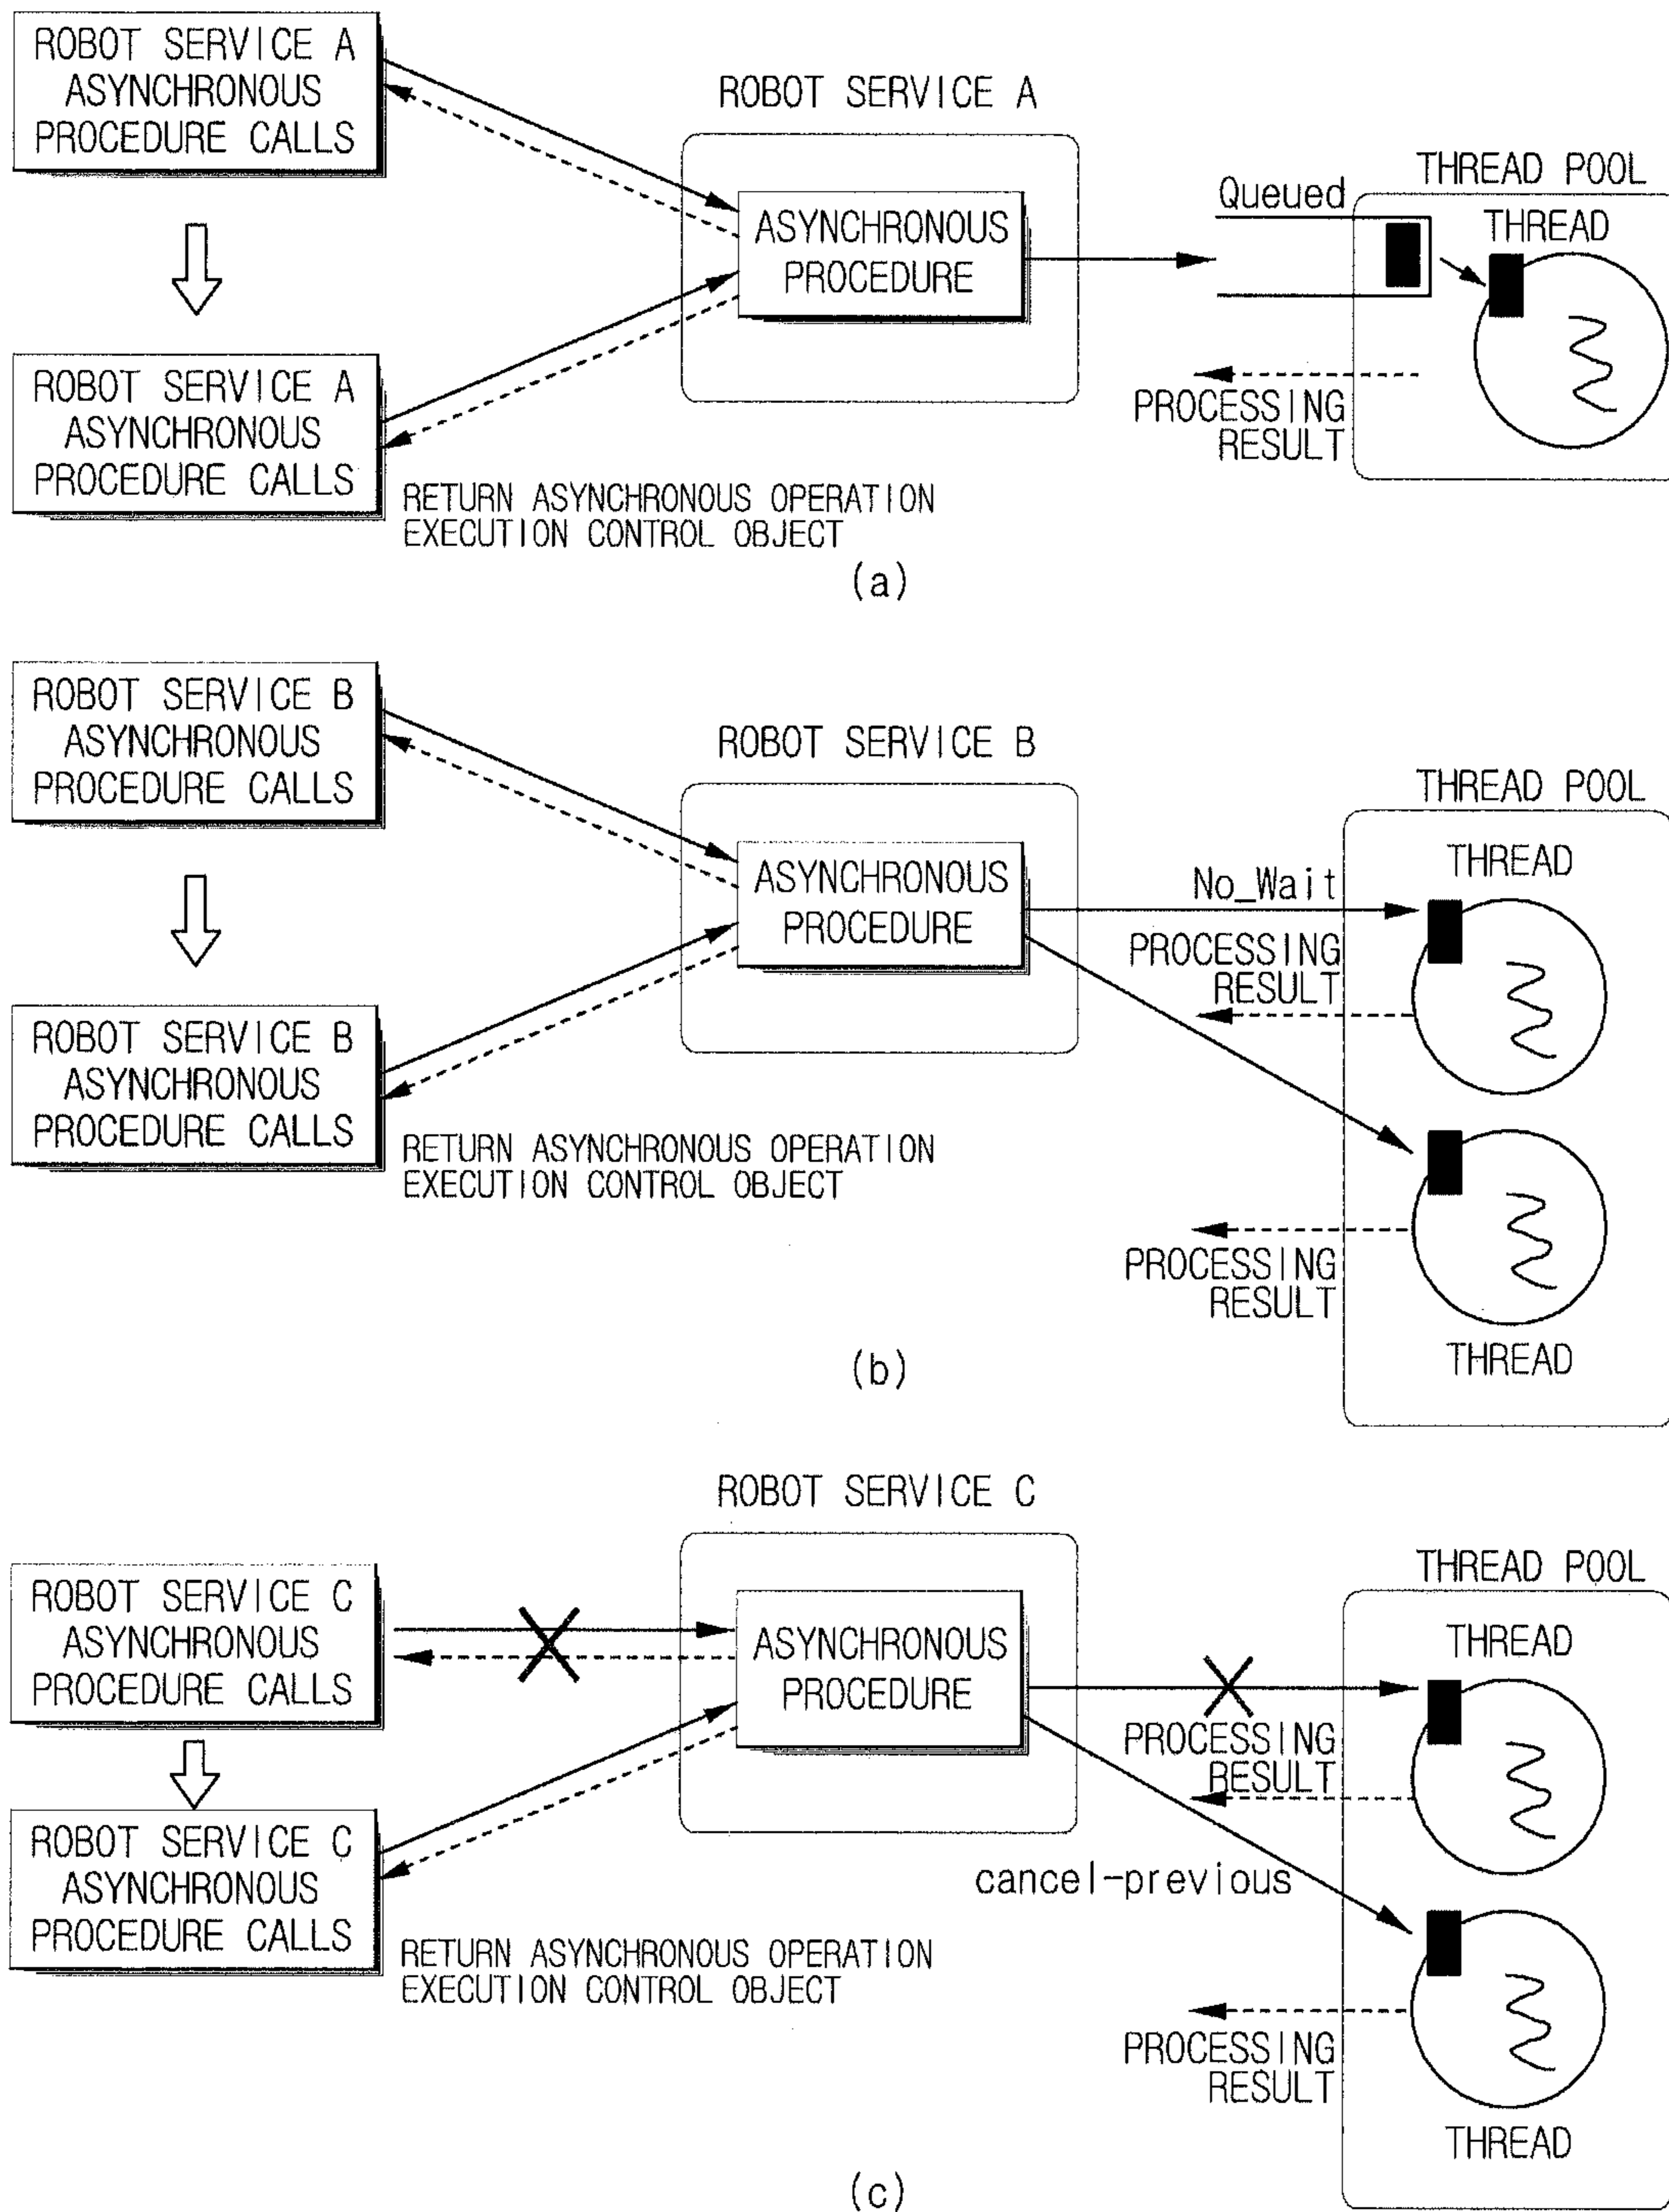 ROBOT SERVICE A
ASYNCHRONOUS
PROCEDURE CALLS
ROBOT SERVICE A
ASYNCHRONOUS
PROCEDURE
Queued
THREAD POOL
THREAD
PROCESSING
RESULT
ROBOT SERVICE A
ASYNCHRONOUS
PROCEDURE CALLS
RETURN ASYNCHRONOUS OPERATION
EXECUTION CONTROL OBJECT
(a)
ROBOT SERVICE B
ASYNCHRONOUS
PROCEDURE CALLS
ROBOT SERVICE B
ASYNCHRONOUS
PROCEDURE
THREAD POOL
THREAD
No_Wait
PROCESSING
RESULT
ROBOT SERVICE B
ASYNCHRONOUS
PROCEDURE CALLS
RETURN ASYNCHRONOUS OPERATION
EXECUTION CONTROL OBJECT
PROCESSING
RESULT
THREAD
(b)
ROBOT SERVICE C
ROBOT SERVICE C
ASYNCHRONOUS
PROCEDURE CALLS
ASYNCHRONOUS
PROCEDURE
THREAD POOL
THREAD
PROCESSING
RESULT
ROBOT SERVICE C
ASYNCHRONOUS
PROCEDURE CALLS
cancel-previous
RETURN ASYNCHRONOUS OPERATION
EXECUTION CONTROL OBJECT
PROCESSING
RESULT
THREAD
(c)